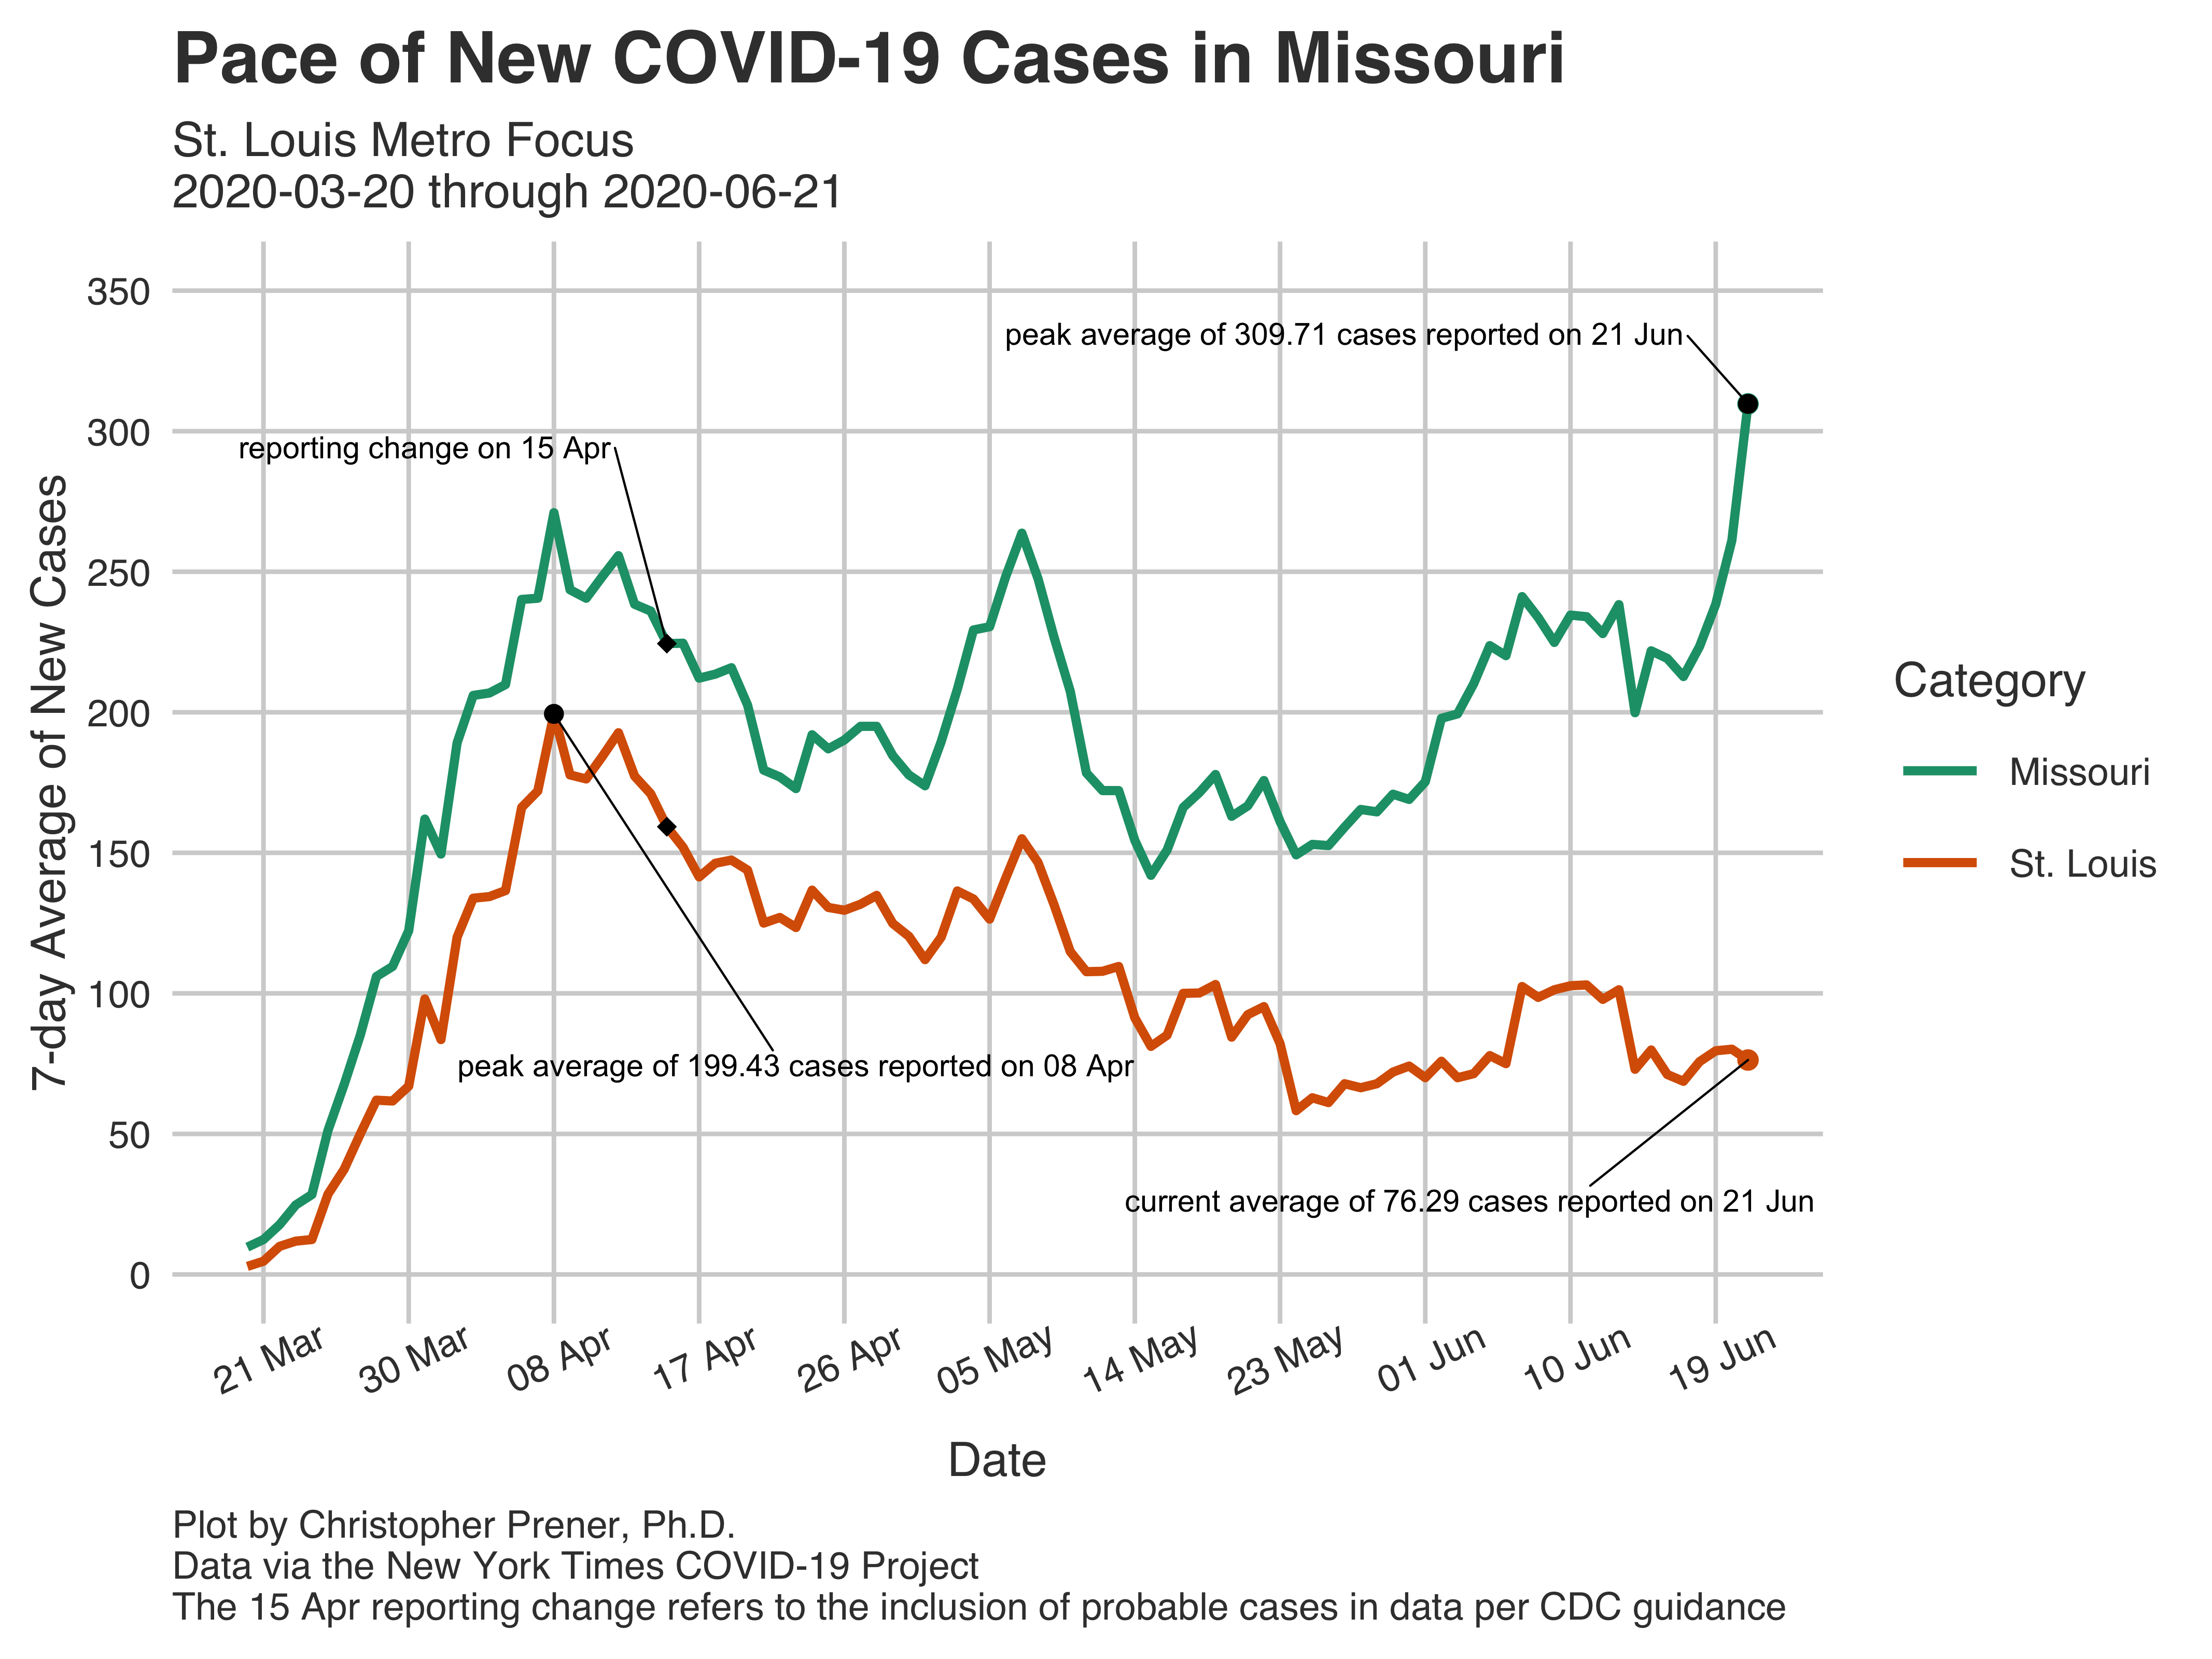 Pace of New COVID-19 Cases in Missouri
St. Louis Metro Focus
2020-03-20 through 2020-06-21
7-day Average of New Cases
350
300
250
200
150
100
50
0
peak average of 309.71 cases reported on 21 Jun
reporting change on 15 Apr
peak average of 199.43 cases reported on 08 Apr
current average of 76.29 cases reported on 21 Jun
21 Mar
30 Mar
08 Apr
17 Apr
26 Apr
05 May
14 May
23 May
01 Jun
10 Jun
19 Jun
Date
Category
Missouri
St. Louis
Plot by Christopher Prener, Ph.D.
Data via the New York Times COVID-19 Project
The 15 Apr reporting change refers to the inclusion of probable cases in data per CDC guidance